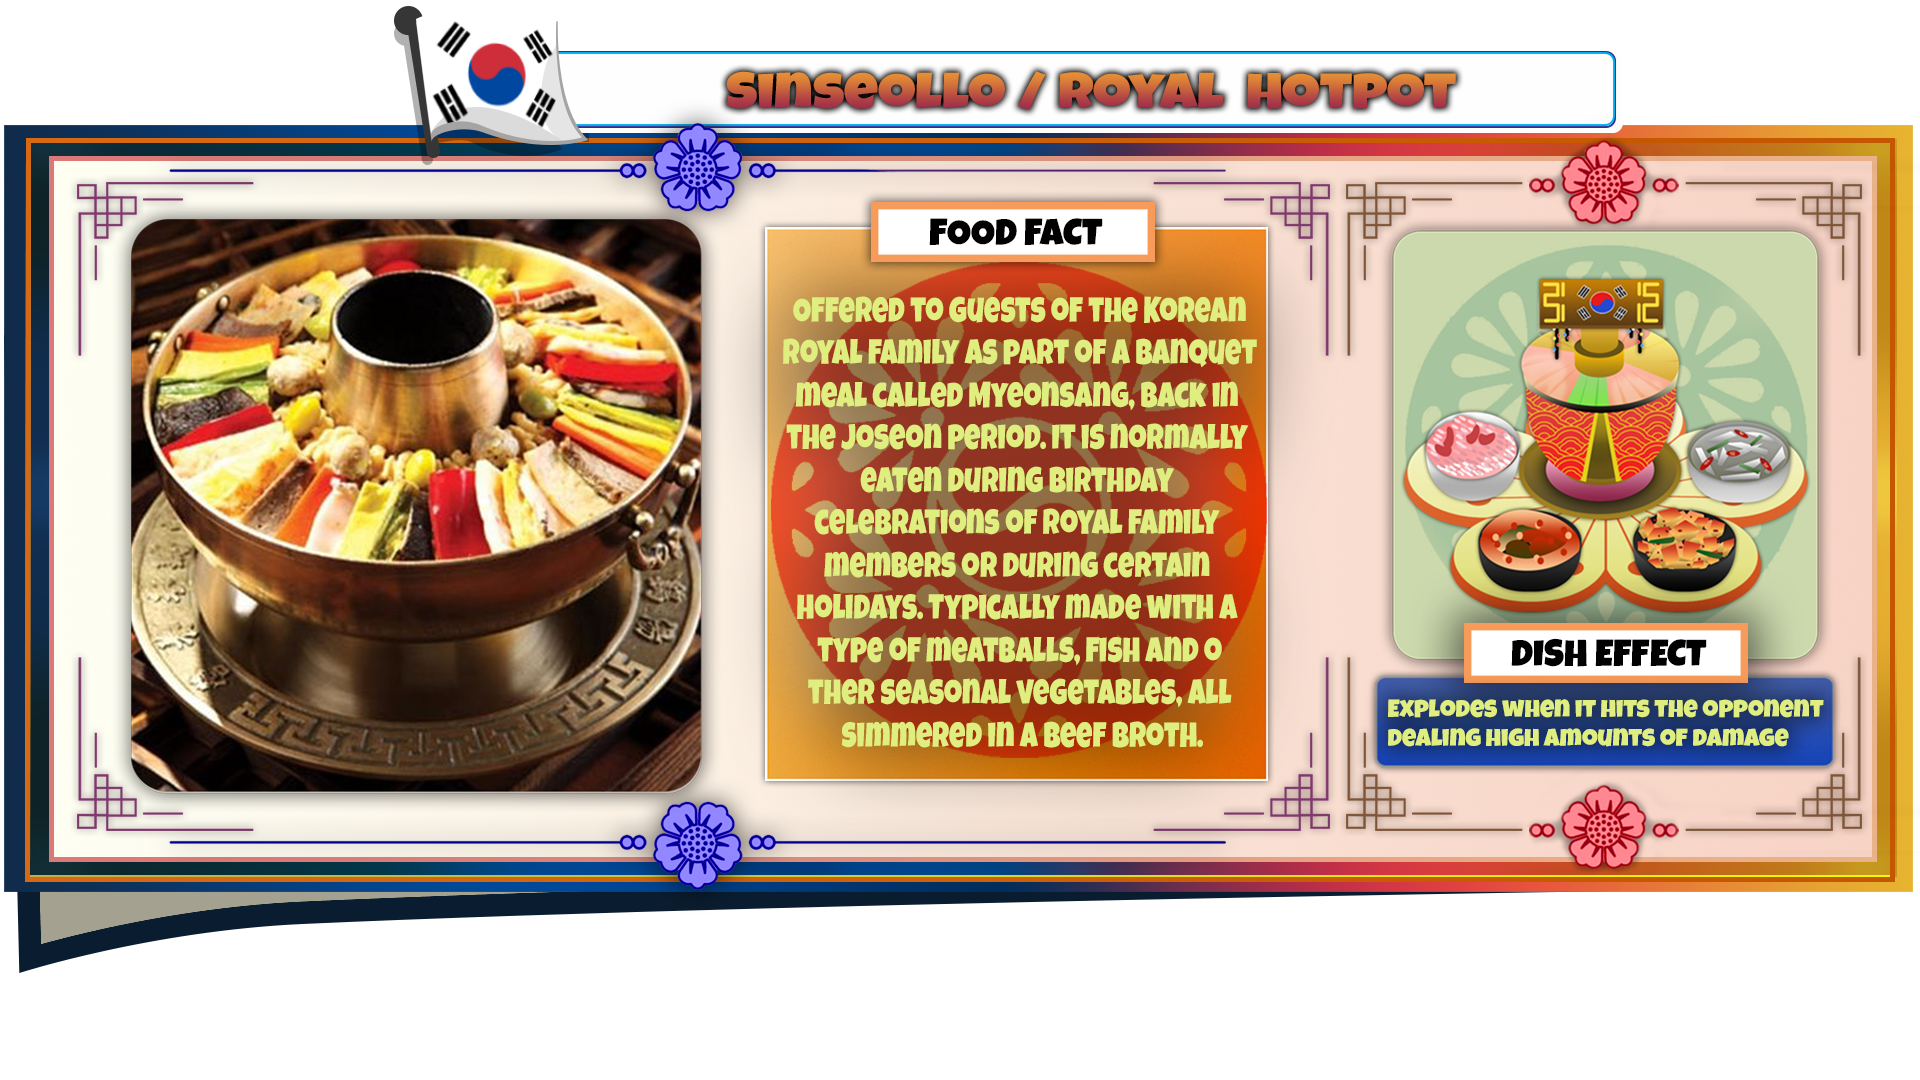 SINSEOLLO / ROYAL HOTPOT
FOOD FACT
OFFERED TO GUESTS OF THE KOREAN
ROYAL FAMILY AS PART OF A BANQUET
MEAL CALLED MYEONSANG, BACK IN
THE JOSEON PERIOD. IT IS NORMALLY
EATEN DURING BIRTHDAY
CELEBRATIONS OF ROYAL FAMILY
MEMBERS OR DURING CERTAIN
HOLIDAYS. TYPICALLY MADE WITH A
TYPE OF MEATBALLS, FISH AND O
THER SEASONAL VEGETABLES, ALL
SIMMERED IN A BEEF BROTH.
DISH EFFECT
EXPLODES WHEN IT HITS THE OPPONENT
DEALING HIGH AMOUNTS OF DAMAGE